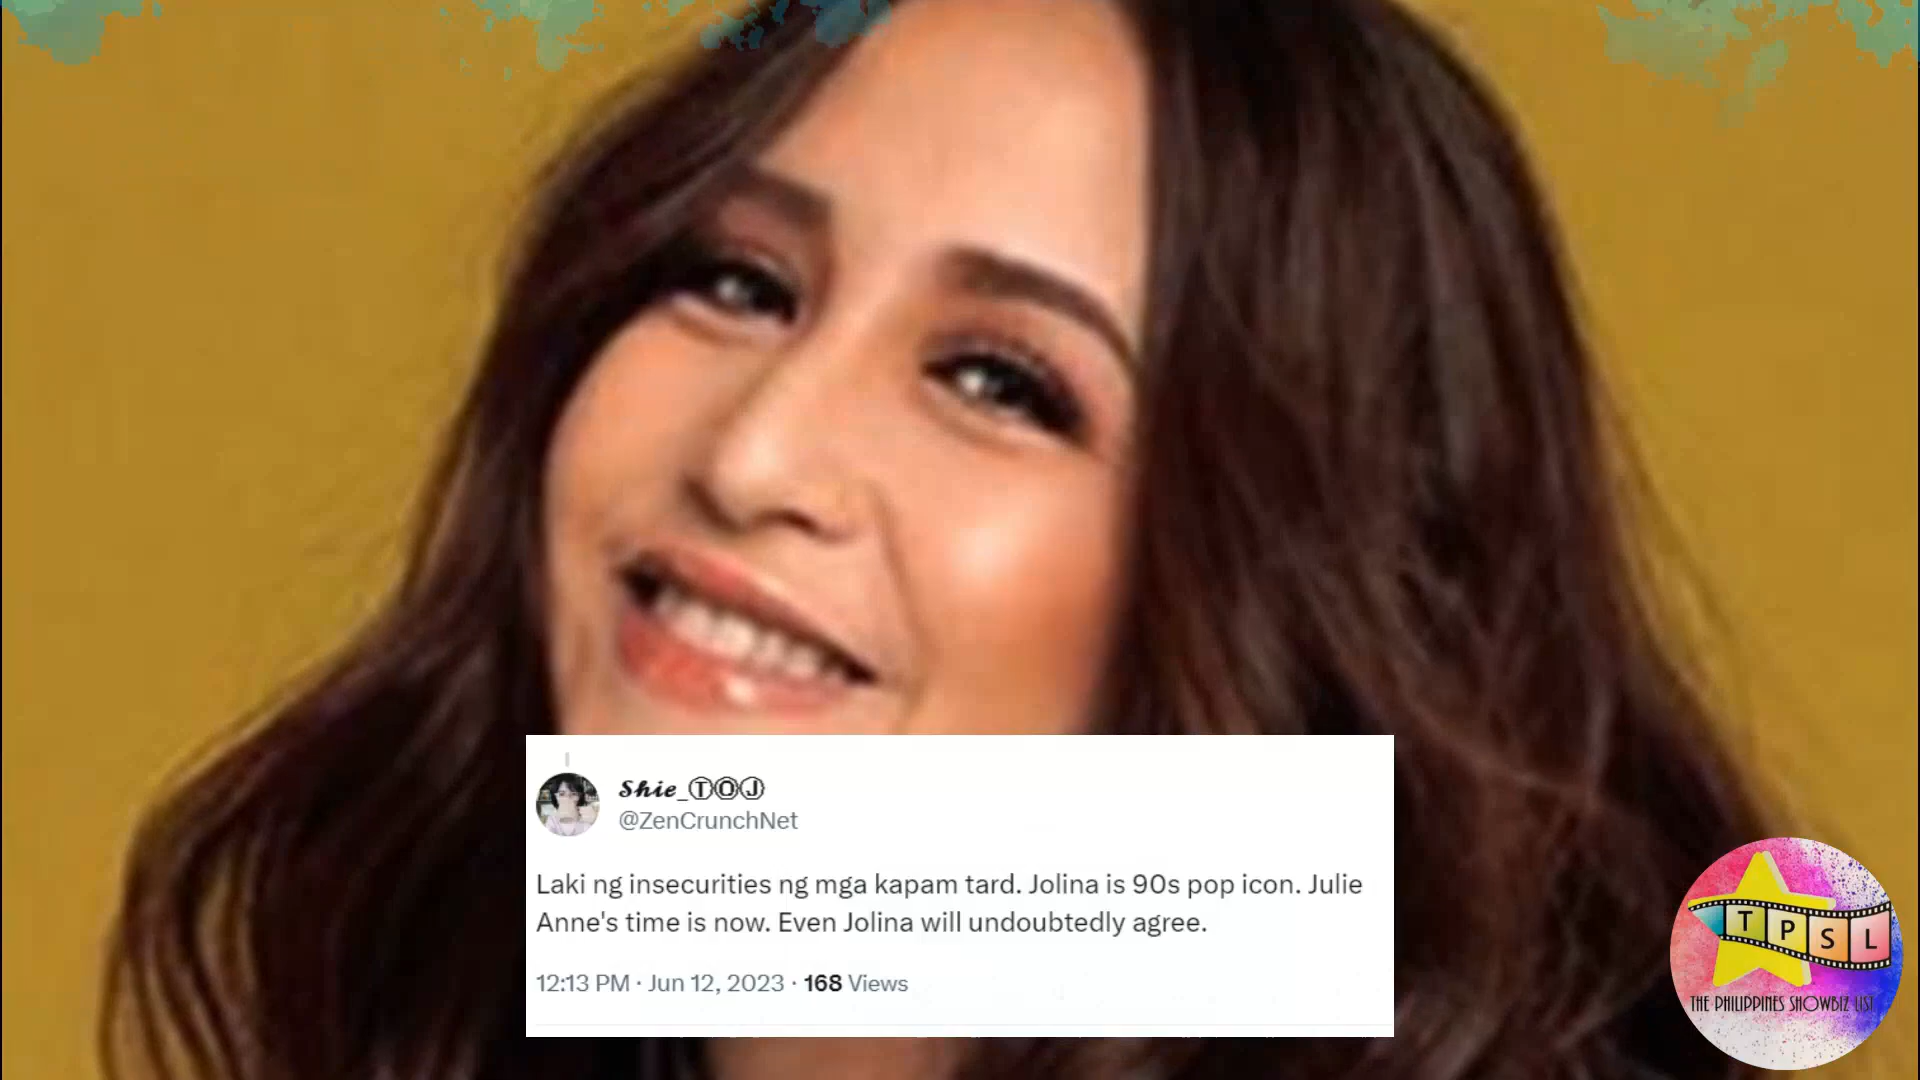 Shie_ⓉⓄⒿ
@ZenCrunchNet
Laki ng insecurities ng mga kapam tard. Jolina is 90s pop icon. Julie
Anne's time is now. Even Jolina will undoubtedly agree.
12:13 PM · Jun 12, 2023 · 168 Views
TPSL
THE PHILIPPINES SHOWBIZ LIST